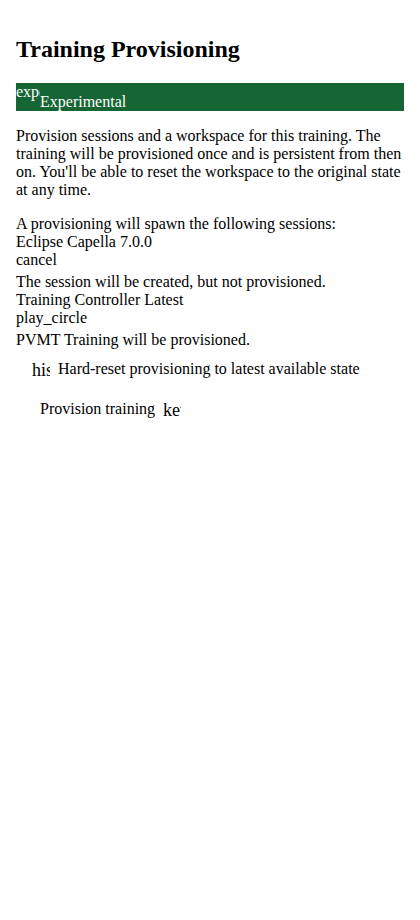 Training Provisioning
exp Experimental
Provision sessions and a workspace for this training. The
training will be provisioned once and is persistent from then
on. You'll be able to reset the workspace to the original state
at any time.
A provisioning will spawn the following sessions:
Eclipse Capella 7.0.0
cancel
The session will be created, but not provisioned.
Training Controller Latest
play_circle
PVMT Training will be provisioned.
his Hard-reset provisioning to latest available state
Provision training ke